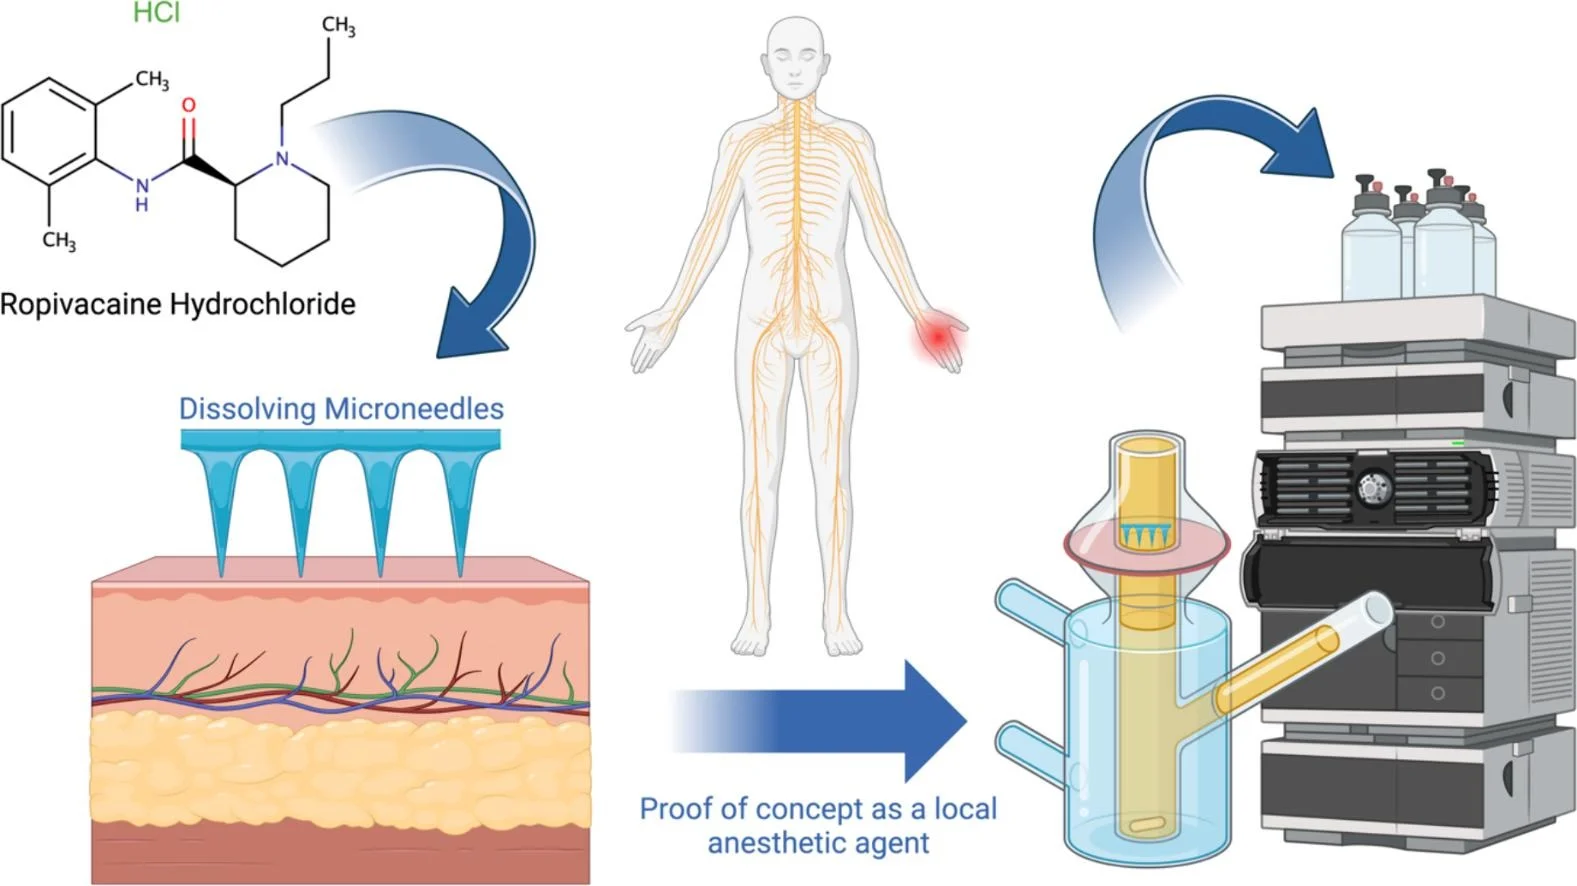 HCl
CH3
CH3
O
N
N
H
CH3
Ropivacaine Hydrochloride
Dissolving Microneedles
Proof of concept as a local
anesthetic agent